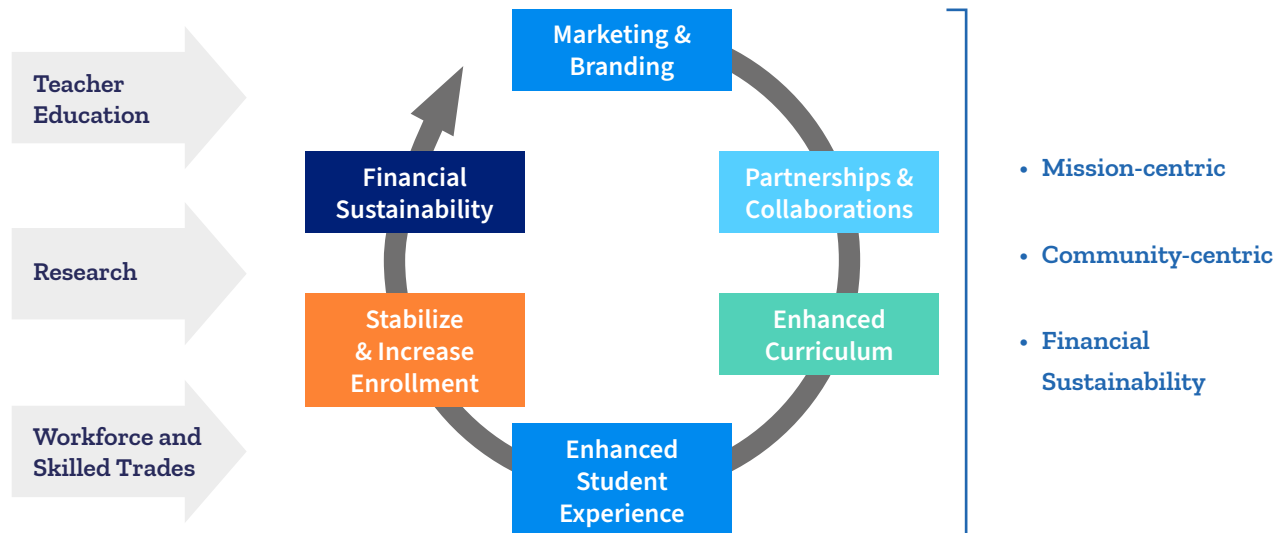 Teacher
Education
Research
Workforce and
Skilled Trades
Marketing &
Branding
Partnerships &
Collaborations
Enhanced
Curriculum
Enhanced
Student
Experience
Stabilize
& Increase
Enrollment
Financial
Sustainability
• Mission-centric
• Community-centric
• Financial
Sustainability